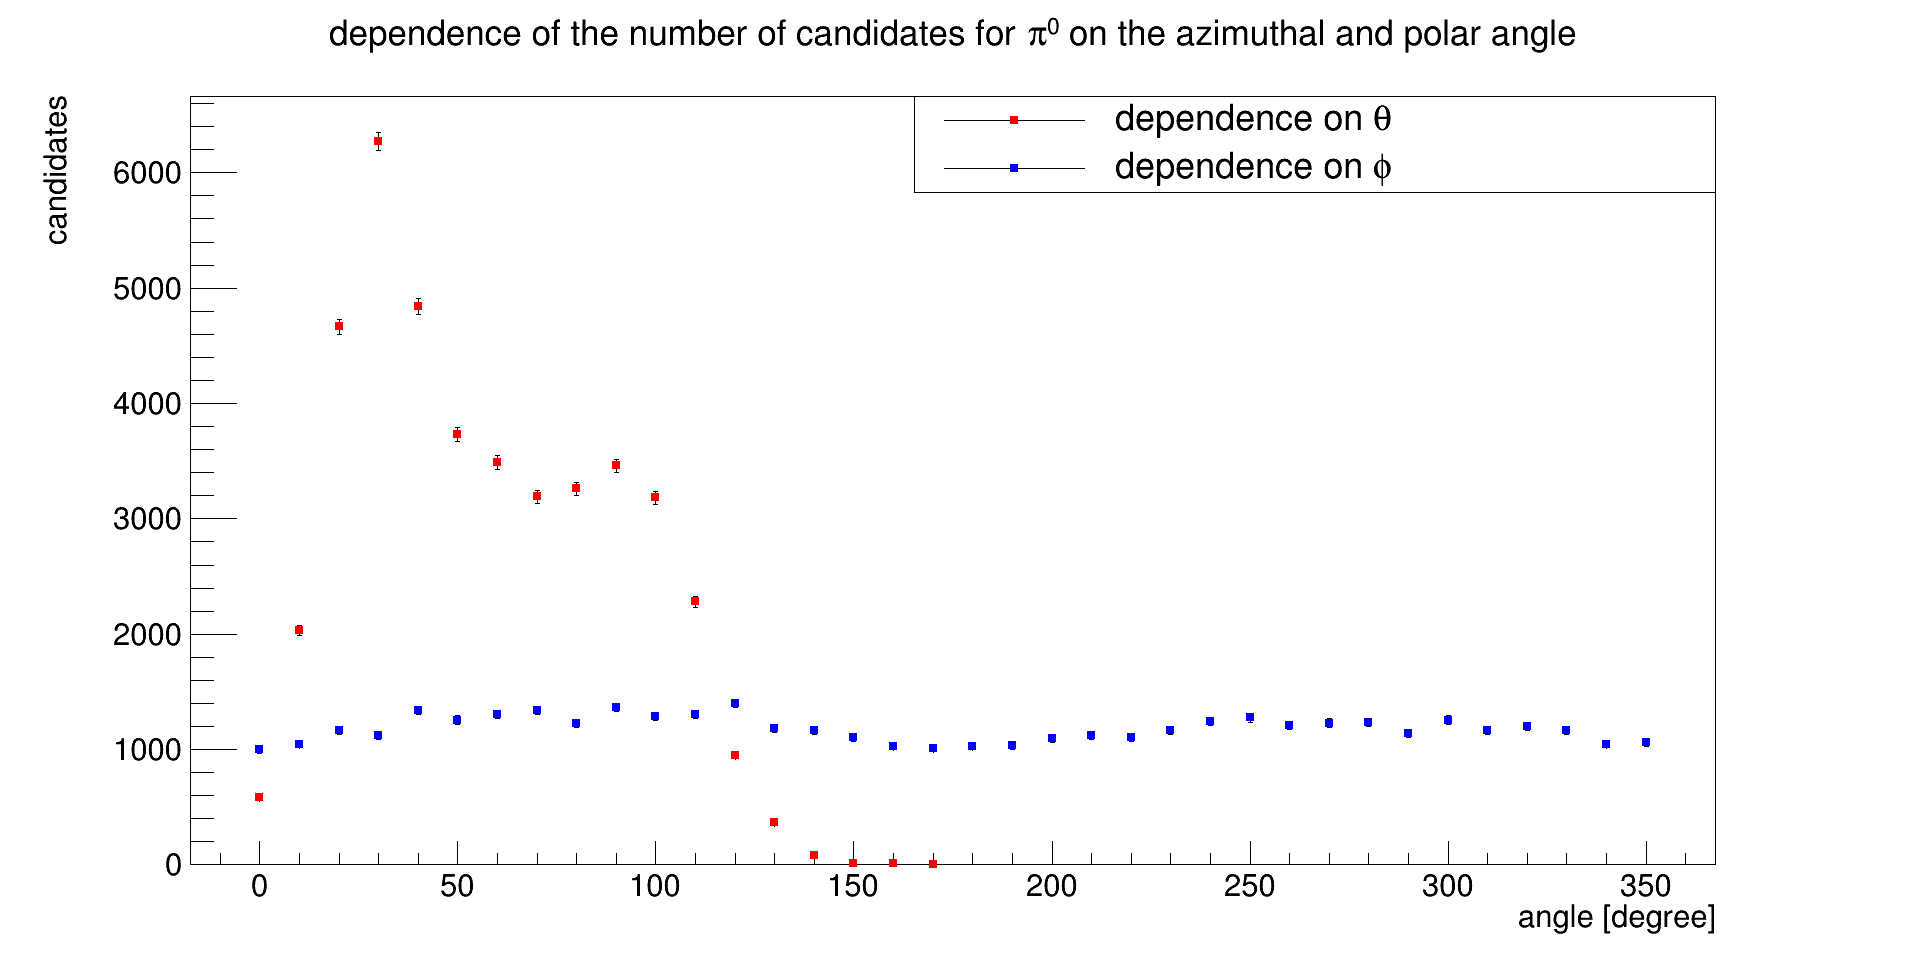 dependence of the number of candidates for π⁰ on the azimuthal and polar angle
candidates
dependence on θ
dependence on ϕ
6000
5000
4000
3000
2000
1000
0
0 50 100 150 200 250 300 350
angle [degree]